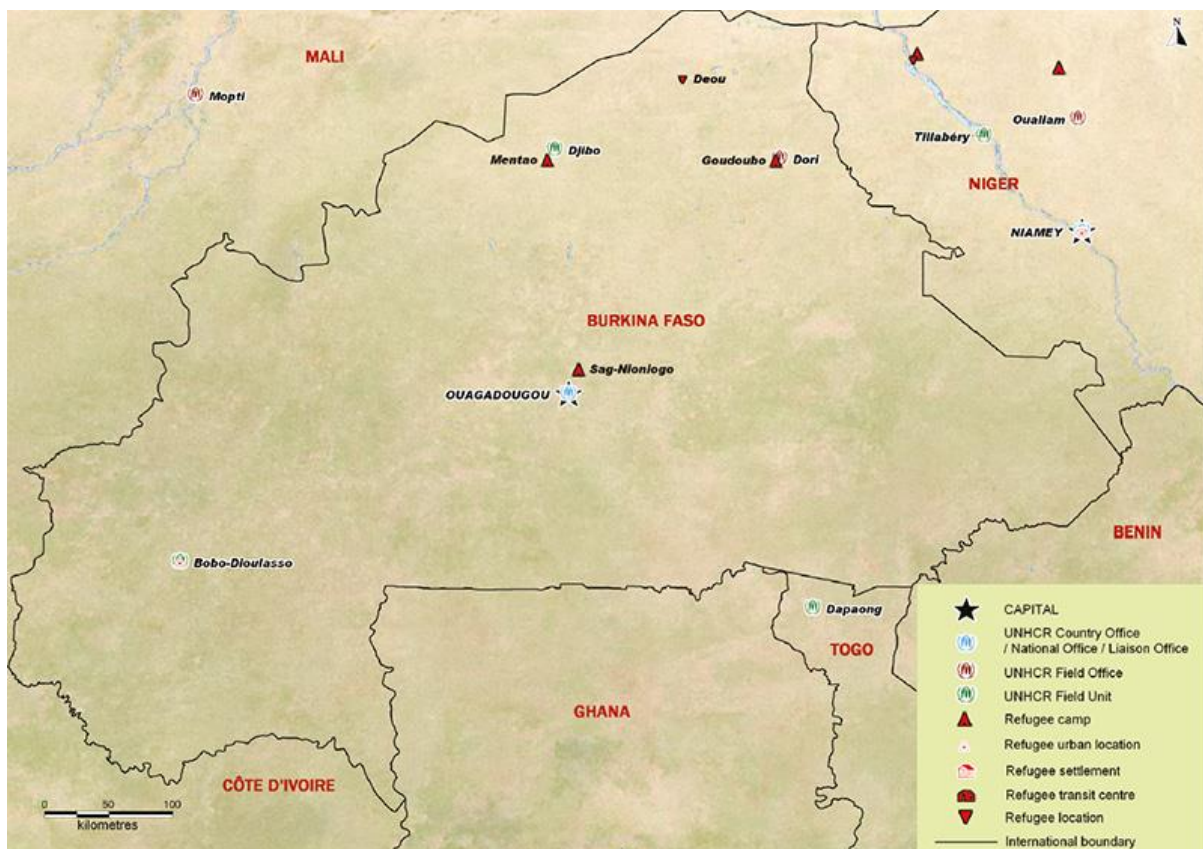 N
MALI
Deou
Mopti
Ouallam
Tillabéry
Djibo
Mentao
Goudoubo
Dori
NIGER
NIAMEY
BURKINA FASO
Sag-Nioniogo
OUAGADOUGOU
BENIN
Bobo-Dioulasso
Dapaong
TOGO
GHANA
CÔTE D'IVOIRE
0 50 100
kilometres
CAPITAL
UNHCR Country Office
/ National Office / Liaison Office
UNHCR Field Office
UNHCR Field Unit
Refugee camp
Refugee urban location
Refugee settlement
Refugee transit centre
Refugee location
International boundary